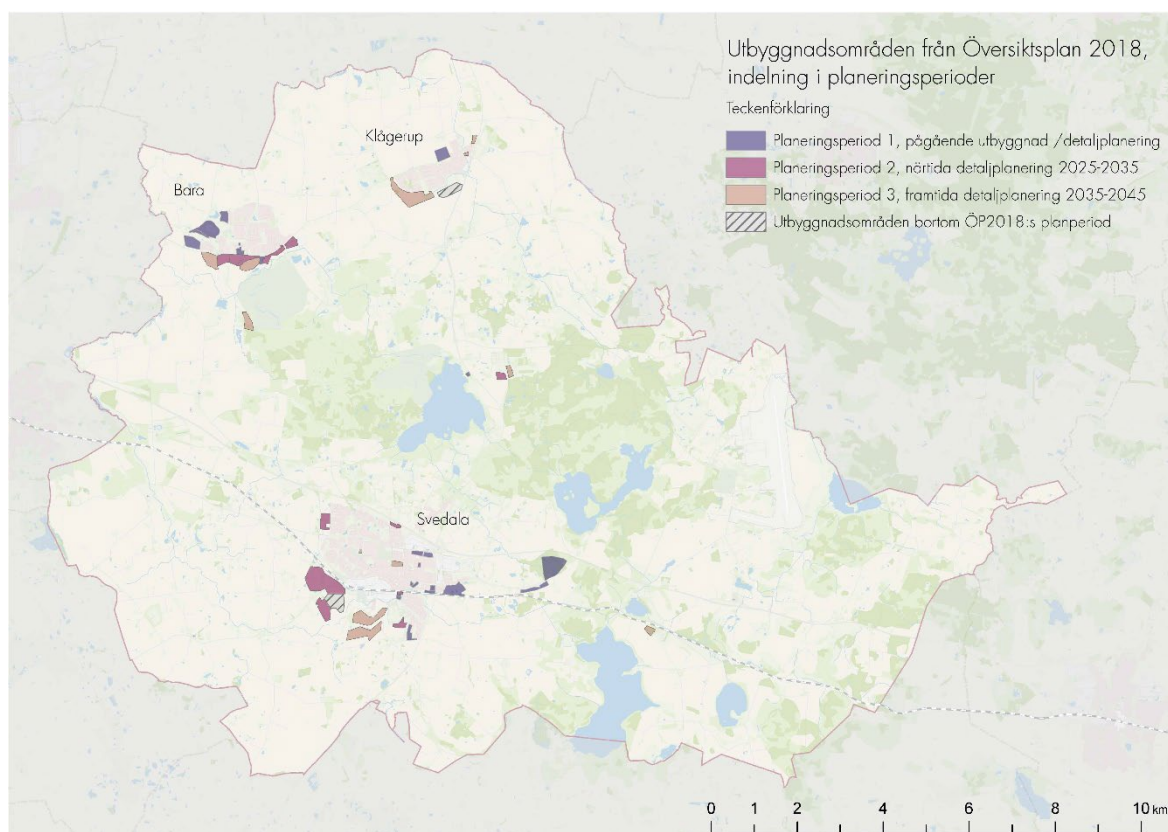 Utbyggnadsområden från Översiktsplan 2018,
indelning i planeringsperioder
Teckenförklaring
Planeringsperiod 1, pågående utbyggnad /detaljplanering
Planeringsperiod 2, närtida detaljplanering 2025-2035
Planeringsperiod 3, framtida detaljplanering 2035-2045
Utbyggnadsområden bortom ÖP2018:s planperiod
Klågerup
Bara
Svedala
0 1 2 4 6 8 10 km